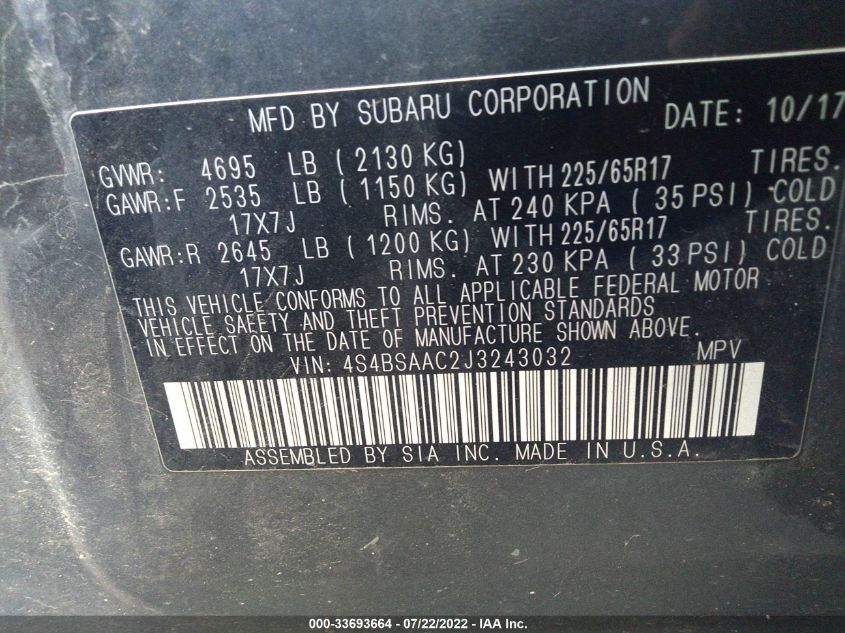 MFD BY SUBARU CORPORATION DATE: 10/17
GVWR: 4695 LB ( 2130 KG)
GAWR:F 2535 LB ( 1150 KG) WITH 225/65R17 TIRES.
17X7J RIMS. AT 240 KPA ( 35 PSI) COLD
GAWR:R 2645 LB ( 1200 KG) WITH 225/65R17 TIRES.
17X7J RIMS. AT 230 KPA ( 33 PSI) COLD
THIS VEHICLE CONFORMS TO ALL APPLICABLE FEDERAL MOTOR
VEHICLE SAFETY AND THEFT PREVENTION STANDARDS
IN EFFECT ON THE DATE OF MANUFACTURE SHOWN ABOVE.
VIN: 4S4BSAAC2J3243032 MPV
ASSEMBLED BY SIA INC. MADE IN U.S.A.
000-33693664 - 07/22/2022 - IAA Inc.